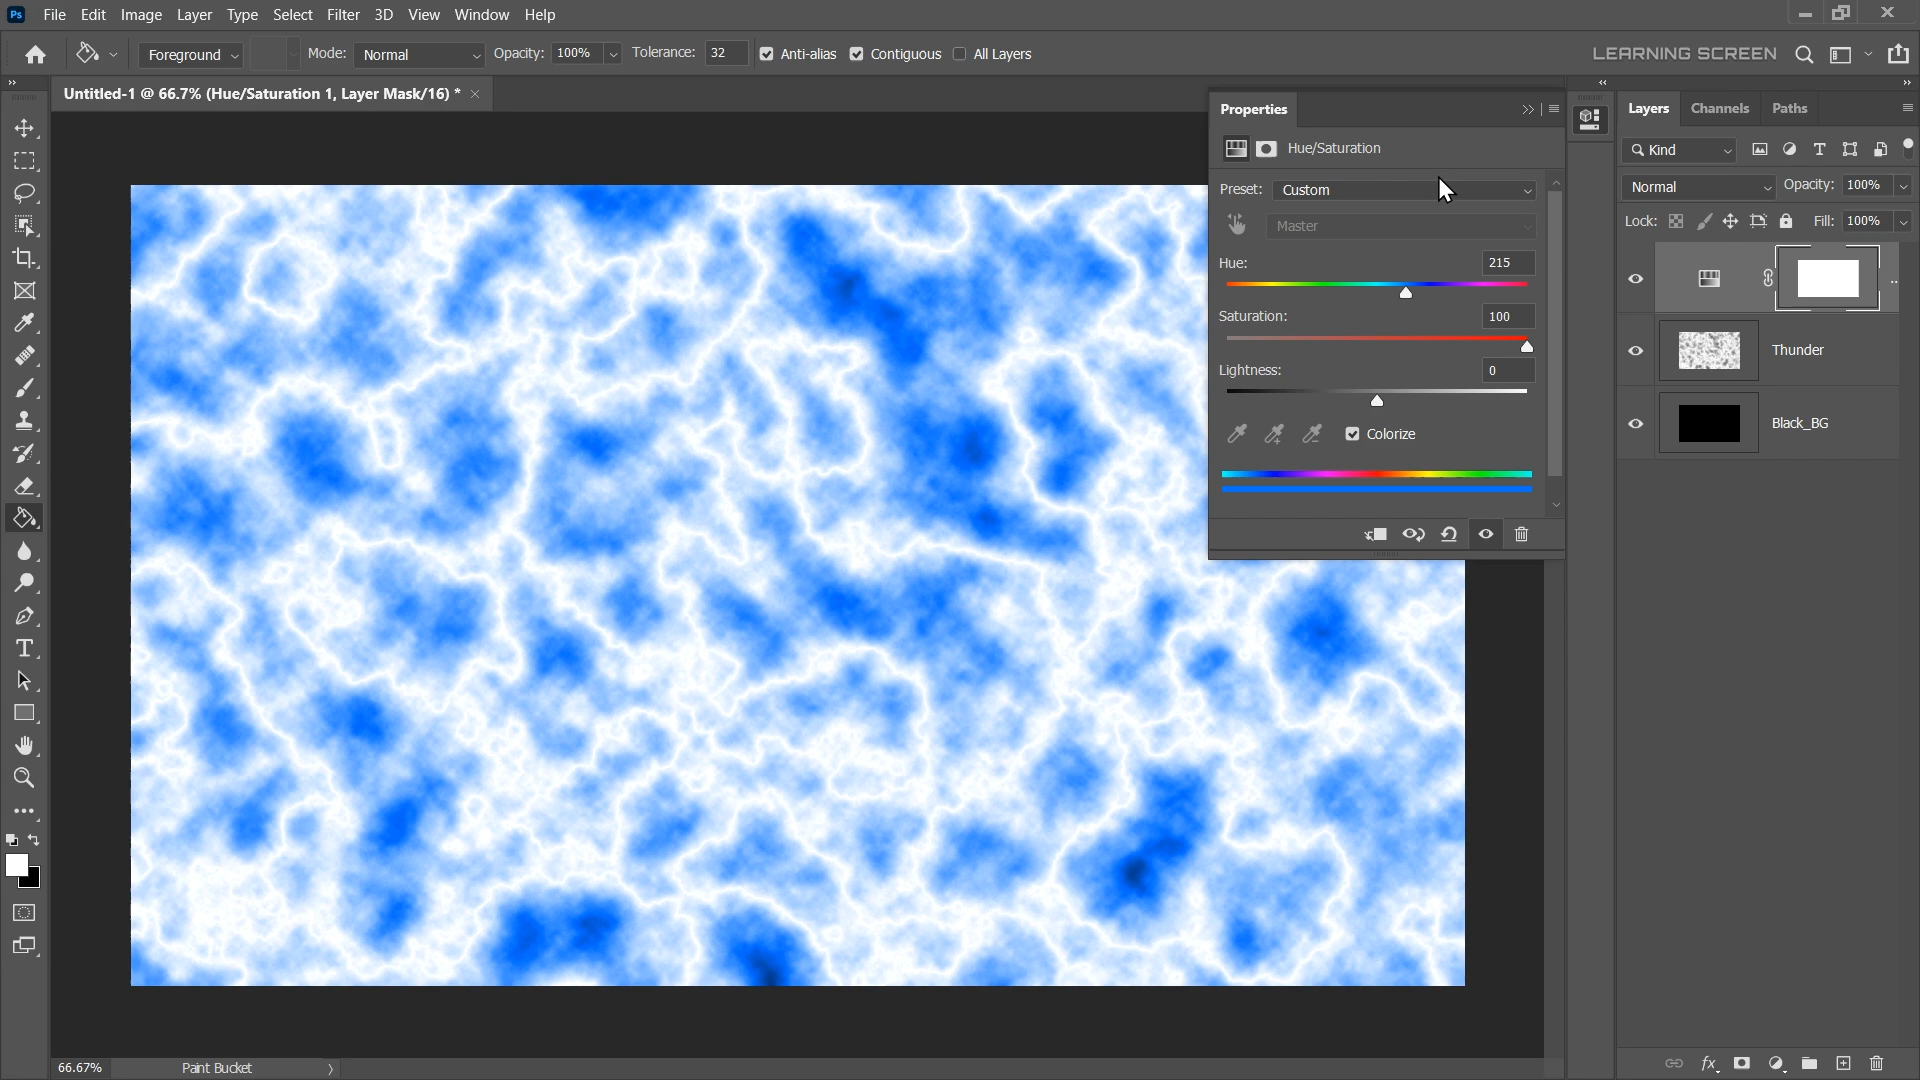 Ps File Edit Image Layer Type Select Filter 3D View Window Help
Foreground Mode: Normal Opacity: 100% Tolerance: 32 Anti-alias Contiguous All Layers LEARNING SCREEN
Untitled-1 @ 66.7% (Hue/Saturation 1, Layer Mask/16) *
Properties
Hue/Saturation
Preset: Custom
Master
Hue: 215
Saturation: 100
Lightness: 0
Colorize
Layers Channels Paths
Kind
Normal Opacity: 100%
Lock: Fill: 100%
Thunder
Black_BG
fx
66.67% Paint Bucket